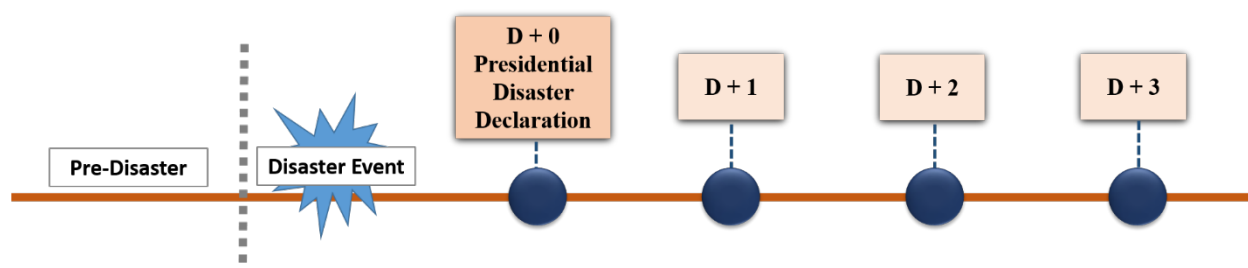 Pre-Disaster
Disaster Event
D + 0
Presidential
Disaster
Declaration
D + 1
D + 2
D + 3